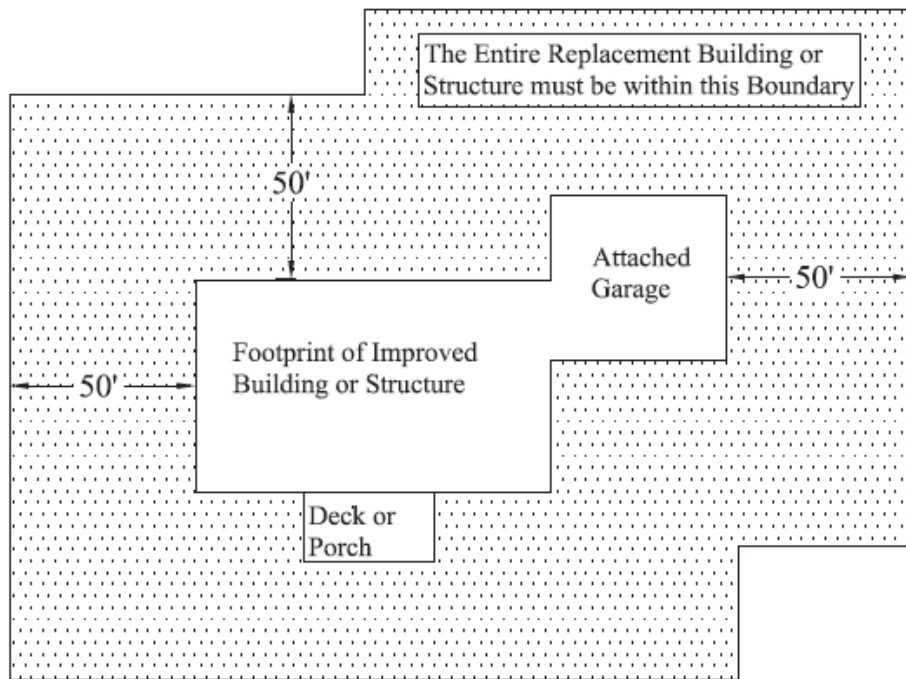 The Entire Replacement Building or
Structure must be within this Boundary
50'
Attached
Garage
50'
Footprint of Improved
Building or Structure
50'
Deck or
Porch